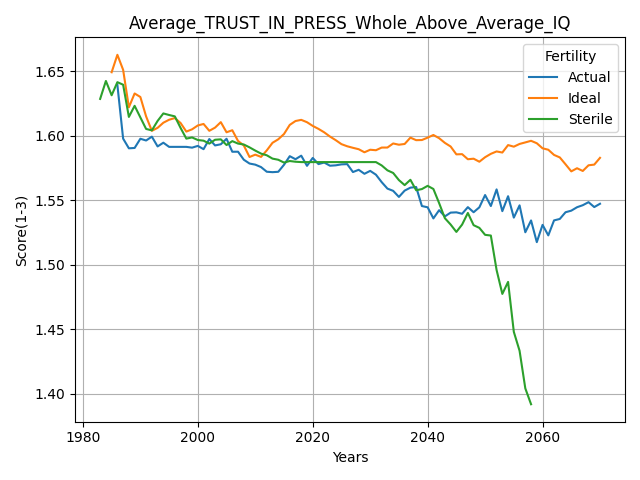 Average_TRUST_IN_PRESS_Whole_Above_Average_IQ
Fertility
Actual
Ideal
Sterile
Score(1-3)
1.65
1.60
1.55
1.50
1.45
1.40
1980
2000
2020
2040
2060
Years